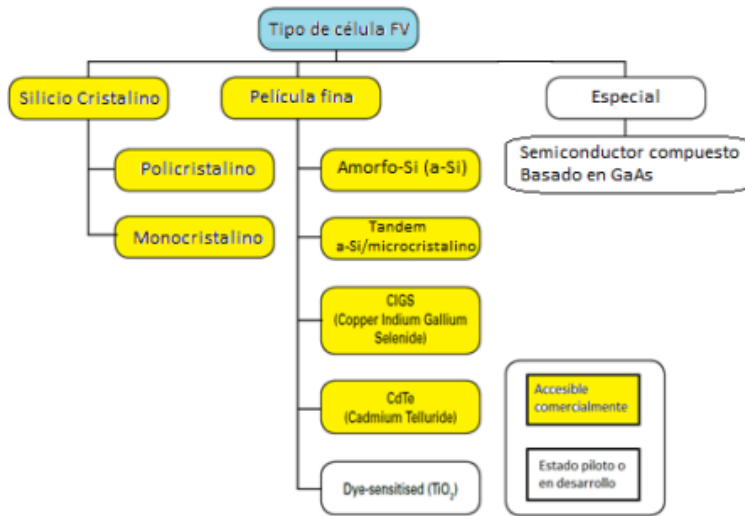 Tipo de célula FV
Silicio Cristalino
Película fina
Especial
Policristalino
Monocristalino
Amorfo-Si (a-Si)
Tandem
a-Si/microcristalino
CIGS
(Copper Indium Gallium
Selenide)
CdTe
(Cadmium Telluride)
Dye-sensitised (TiO₂)
Semiconductor compuesto
Basado en GaAs
Accesible
comercialmente
Estado piloto o
en desarrollo